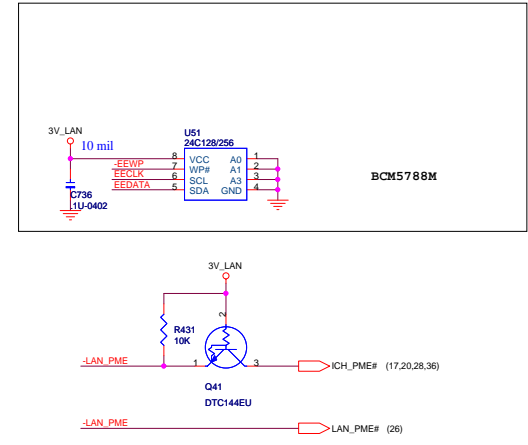 3V_LAN
10 mil
U51
24C128/256
8 VCC A0 1
-EEWP 7 WP# A1 2
EECLK 6 SCL A3 3
EEDATA 5 SDA GND 4
C736
.1U-0402
BCM5788M
3V_LAN
2
R431
10K
-LAN_PME 1 3 ICH_PME# (17,20,28,36)
Q41
DTC144EU
-LAN_PME LAN_PME# (26)